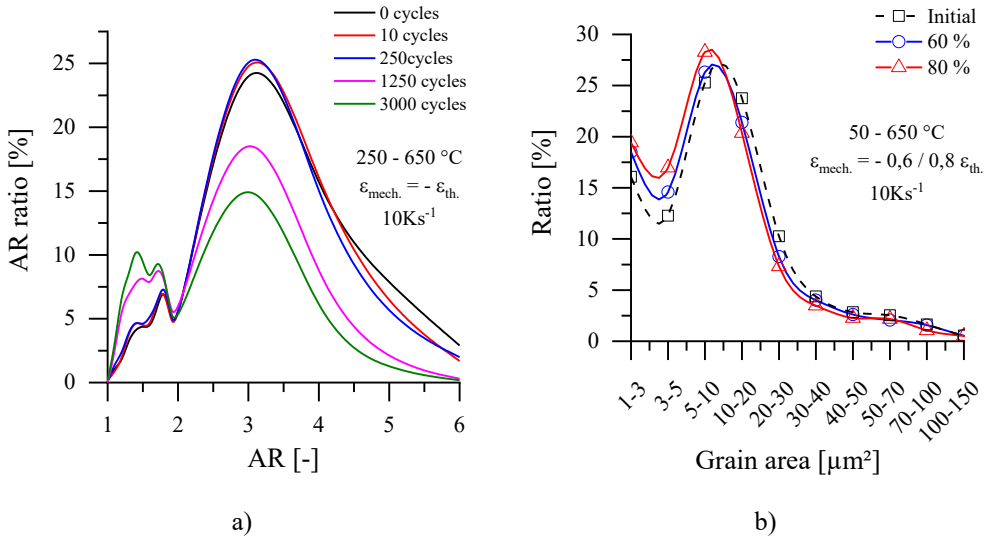 0 cycles
10 cycles
250cycles
1250 cycles
3000 cycles
250 - 650 °C
εmech. = - εth.
10Ks-1
AR ratio [%]
25
20
15
10
5
0
1 2 3 4 5 6
AR [-]
a)
Initial
60 %
80 %
50 - 650 °C
εmech. = - 0,6 / 0,8 εth.
10Ks-1
Ratio [%]
30
25
20
15
10
5
0
1-3 3-5 5-10 10-20 20-30 30-40 40-50 50-70 70-100 100-150
Grain area [µm²]
b)